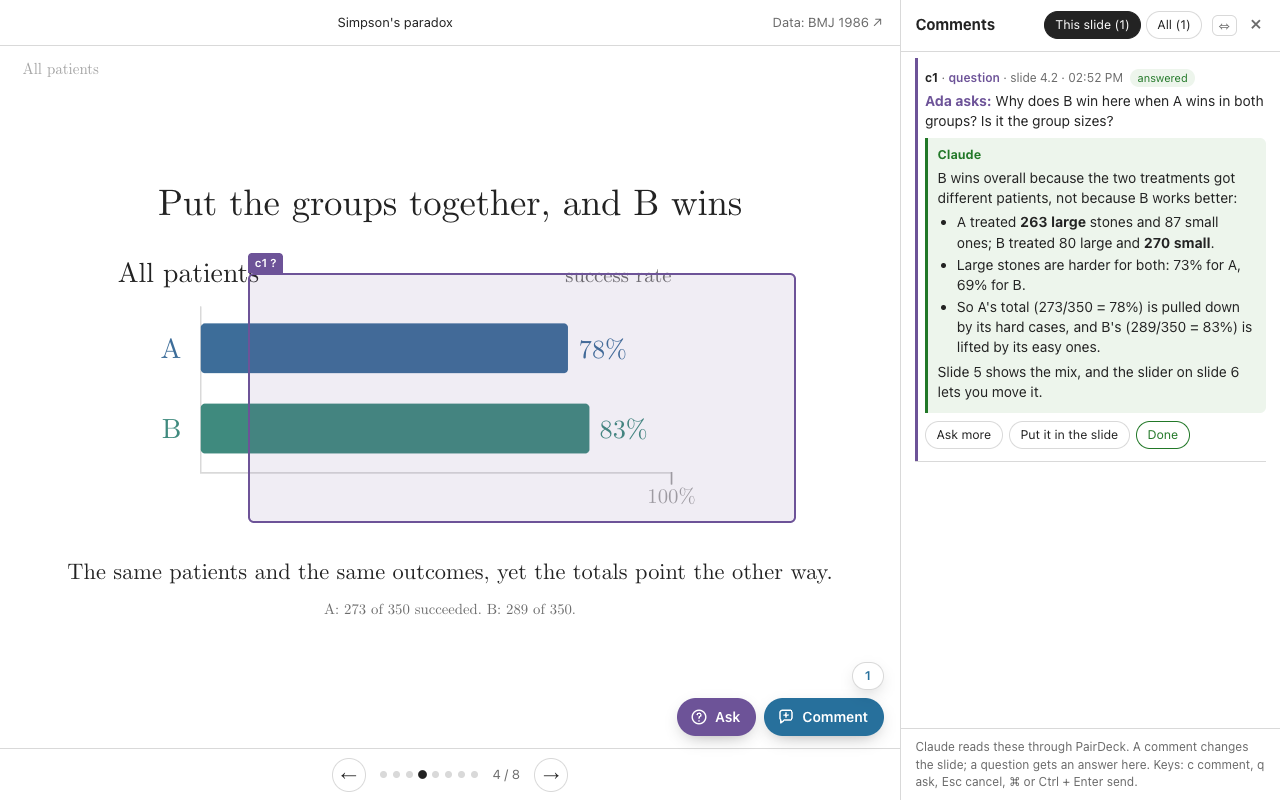 Simpson's paradox
Data: BMJ 1986 ↗
All patients
Put the groups together, and B wins
c1 ?
All patients
success rate
A
78%
B
83%
100%
The same patients and the same outcomes, yet the totals point the other way.
A: 273 of 350 succeeded. B: 289 of 350.
1
Ask
Comment
← 4 / 8 →
Comments
This slide (1)
All (1)
⇔
✕
c1 · question · slide 4.2 · 02:52 PM answered
Ada asks: Why does B win here when A wins in both
groups? Is it the group sizes?
Claude
B wins overall because the two treatments got
different patients, not because B works better:
• A treated 263 large stones and 87 small
ones; B treated 80 large and 270 small.
• Large stones are harder for both: 73% for A,
69% for B.
• So A's total (273/350 = 78%) is pulled down
by its hard cases, and B's (289/350 = 83%) is
lifted by its easy ones.
Slide 5 shows the mix, and the slider on slide 6
lets you move it.
Ask more
Put it in the slide
Done
Claude reads these through PairDeck. A comment changes
the slide; a question gets an answer here. Keys: c comment, q
ask, Esc cancel, ⌘ or Ctrl + Enter send.